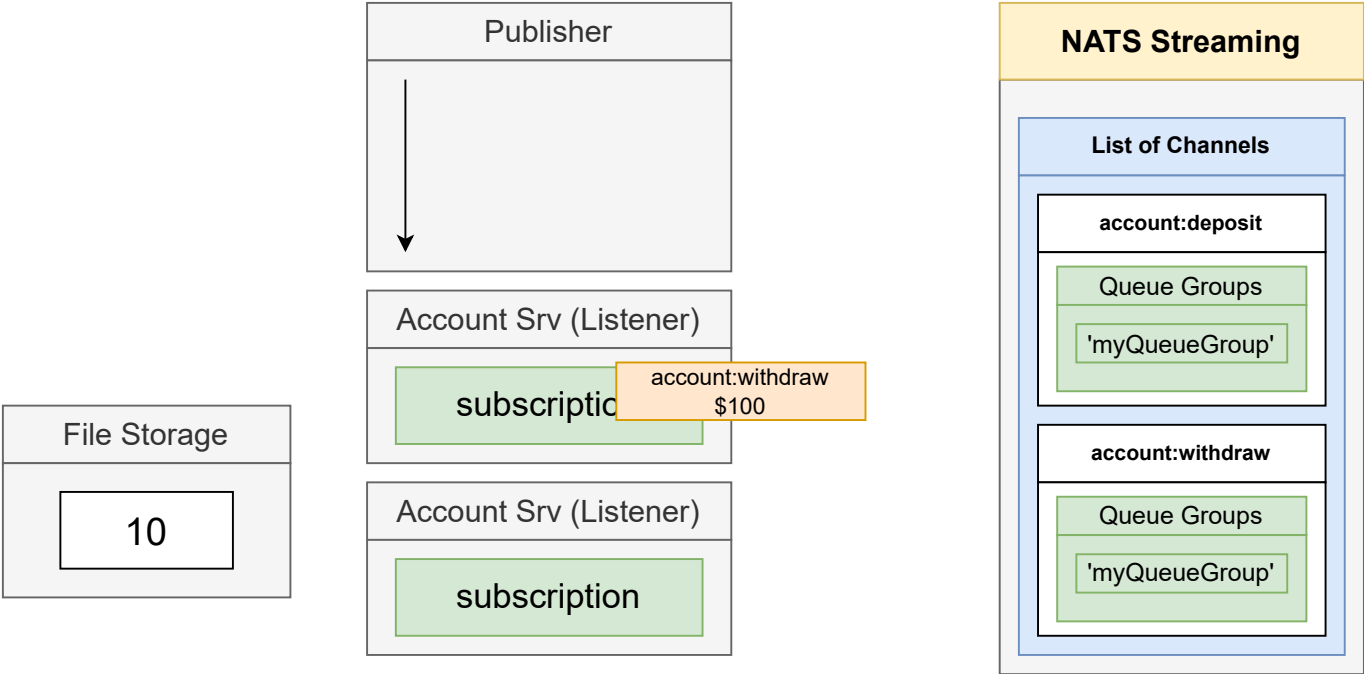 Publisher
NATS Streaming
List of Channels
account:deposit
Queue Groups
'myQueueGroup'
account:withdraw
Queue Groups
'myQueueGroup'
Account Srv (Listener)
subscriptio
account:withdraw
$100
File Storage
10
Account Srv (Listener)
subscription